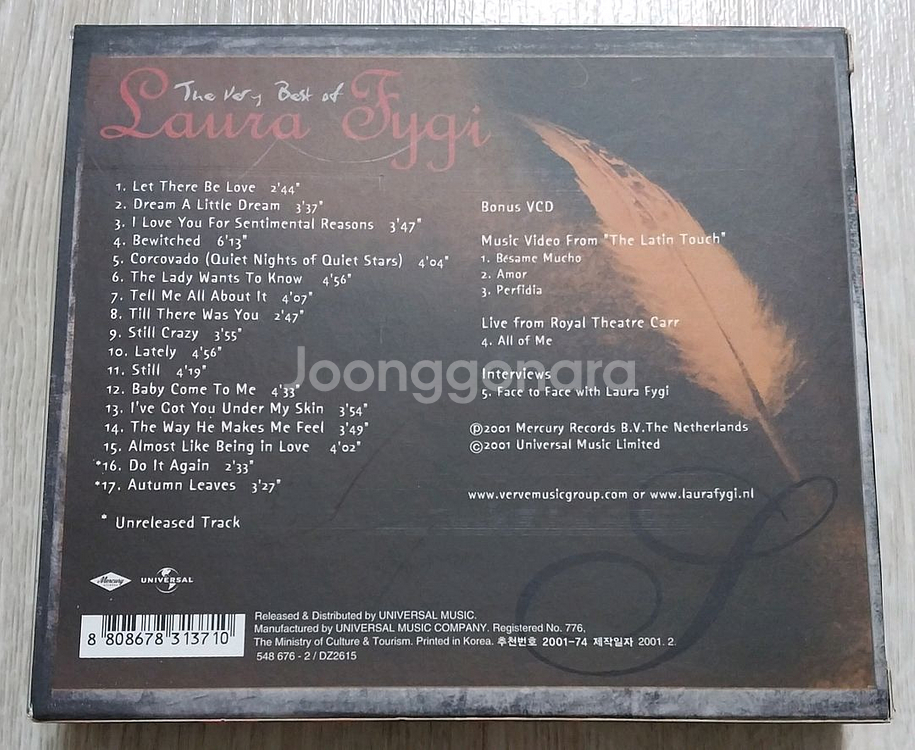 The Very Best of
Laura Fygi
1. Let There Be Love 2'44"
2. Dream A Little Dream 3'37"
3. I Love You For Sentimental Reasons 3'47"
4. Bewitched 6'13"
5. Corcovado (Quiet Nights of Quiet Stars) 4'04"
6. The Lady Wants To Know 4'56"
7. Tell Me All About It 4'07"
8. Till There Was You 2'47"
9. Still Crazy 3'55"
10. Lately 4'56"
11. Still 4'19"
12. Baby Come To Me 4'33"
13. I've Got You Under My Skin 3'54"
14. The Way He Makes Me Feel 3'49"
15. Almost Like Being in Love 4'02"
*16. Do It Again 2'33"
*17. Autumn Leaves 3'27"
* Unreleased Track
Bonus VCD
Music Video From "The Latin Touch"
1. Bésame Mucho
2. Amor
3. Perfidia
Live from Royal Theatre Carr
4. All of Me
Interviews
5. Face to Face with Laura Fygi
℗2001 Mercury Records B.V.The Netherlands
©2001 Universal Music Limited
www.vervemusicgroup.com or www.laurafygi.nl
Joonggonara
Mercury
UNIVERSAL
8 808678 313710
Released & Distributed by UNIVERSAL MUSIC.
Manufactured by UNIVERSAL MUSIC COMPANY. Registered No. 776,
The Ministry of Culture & Tourism. Printed in Korea. 추천번호 2001-74 제작일자 2001. 2.
548 676 - 2 / DZ2615